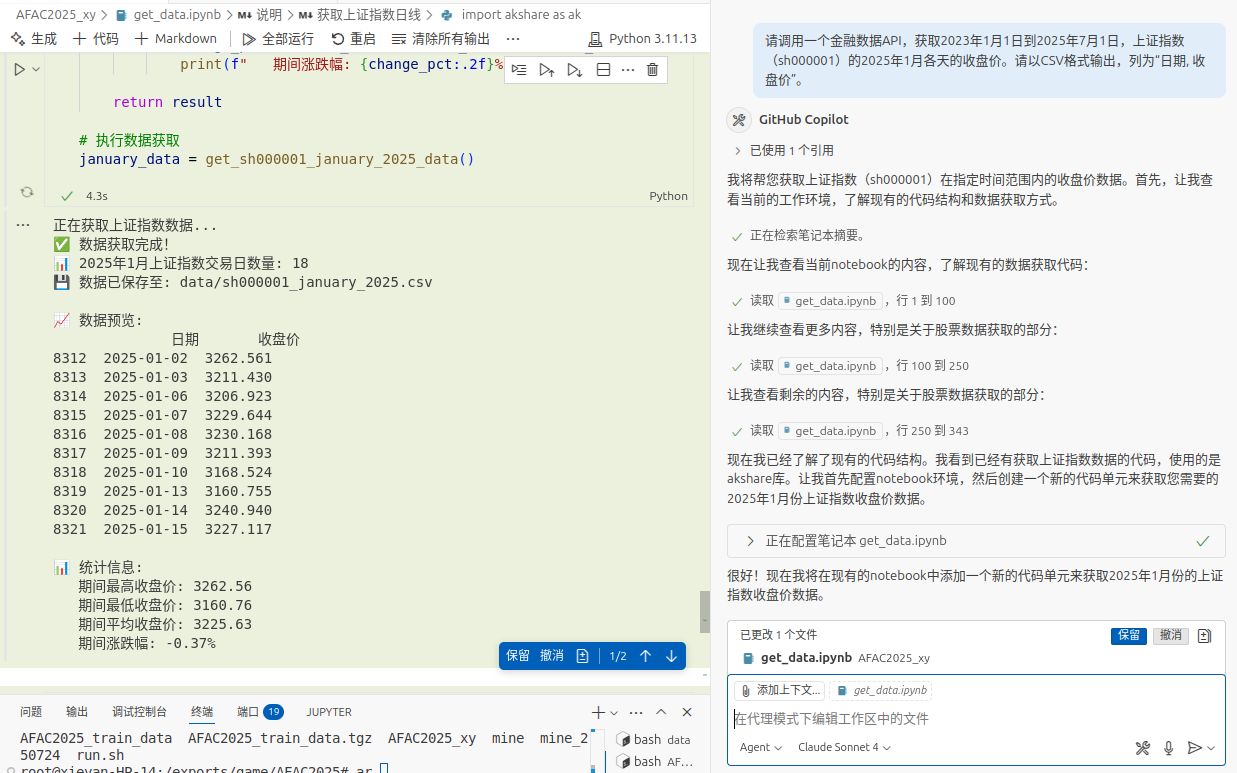 AFAC2025_xy > get_data.ipynb > M↓ 说明 > M↓ 获取上证指数日线 > import akshare as ak
生成 + 代码 + Markdown 全部运行 重启 清除所有输出 ··· Python 3.11.13
print(f"   期间涨跌幅: {change_pct:.2f}%
return result
# 执行数据获取
january_data = get_sh000001_january_2025_data()
4.3s Python
正在获取上证指数数据...
✅ 数据获取完成!
📊 2025年1月上证指数交易日数量: 18
💾 数据已保存至: data/sh000001_january_2025.csv
📈 数据预览:
日期 收盘价
8312 2025-01-02 3262.561
8313 2025-01-03 3211.430
8314 2025-01-06 3206.923
8315 2025-01-07 3229.644
8316 2025-01-08 3230.168
8317 2025-01-09 3211.393
8318 2025-01-10 3168.524
8319 2025-01-13 3160.755
8320 2025-01-14 3240.940
8321 2025-01-15 3227.117
📊 统计信息:
期间最高收盘价: 3262.56
期间最低收盘价: 3160.76
期间平均收盘价: 3225.63
期间涨跌幅: -0.37%
保留 撤消 1/2 ↑ ↓
问题 输出 调试控制台 终端 端口 19 JUPYTER
AFAC2025_train_data AFAC2025_train_data.tgz AFAC2025_xy mine mine_2
50724 run.sh
root@xieyan-HP-14:/exports/game/AFAC2025# ar
bash data
bash AF...
请调用一个金融数据API，获取2023年1月1日到2025年7月1日，上证指数
（sh000001）的2025年1月各天的收盘价。请以CSV格式输出，列为“日期, 收
盘价”。
GitHub Copilot
> 已使用 1 个引用
我将帮您获取上证指数（sh000001）在指定时间范围内的收盘价数据。首先，让我查
看当前的工作环境，了解现有的代码结构和数据获取方式。
✓ 正在检索笔记本摘要。
现在让我查看当前notebook的内容，了解现有的数据获取代码：
✓ 读取 get_data.ipynb ，行 1 到 100
让我继续查看更多内容，特别是关于股票数据获取的部分：
✓ 读取 get_data.ipynb ，行 100 到 250
让我查看剩余的内容，特别是关于股票数据获取的部分：
✓ 读取 get_data.ipynb ，行 250 到 343
现在我已经了解了现有的代码结构。我看到已经有获取上证指数数据的代码，使用的是
akshare库。让我首先配置notebook环境，然后创建一个新的代码单元来获取您需要的
2025年1月份上证指数收盘价数据。
> 正在配置笔记本 get_data.ipynb
很好！现在我将在现有的notebook中添加一个新的代码单元来获取2025年1月份的上证
指数收盘价数据。
已更改 1 个文件 保留 撤消
get_data.ipynb AFAC2025_xy
添加上下文... get_data.ipynb
在代理模式下编辑工作区中的文件
Agent Claude Sonnet 4